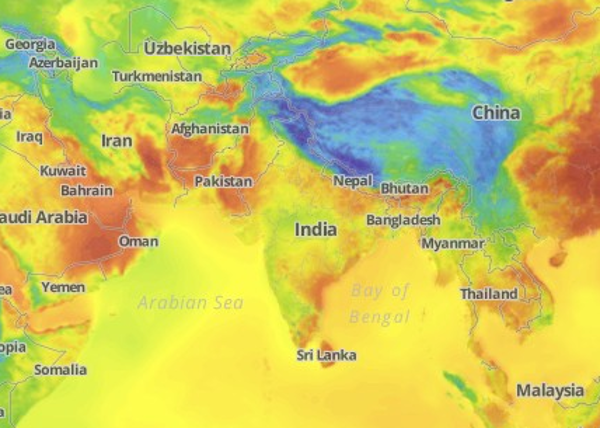 Georgia
Uzbekistan
Azerbaijan
Turkmenistan
ia
China
Iraq
Iran
Afghanistan
Kuwait
Pakistan
Nepal
Bahrain
Bhutan
audi Arabia
Bangladesh
India
Oman
Myanmar
Yemen
ea
Arabian Sea
Bay of
Bengal
Thailand
opia
Sri Lanka
Somalia
Malaysia
a